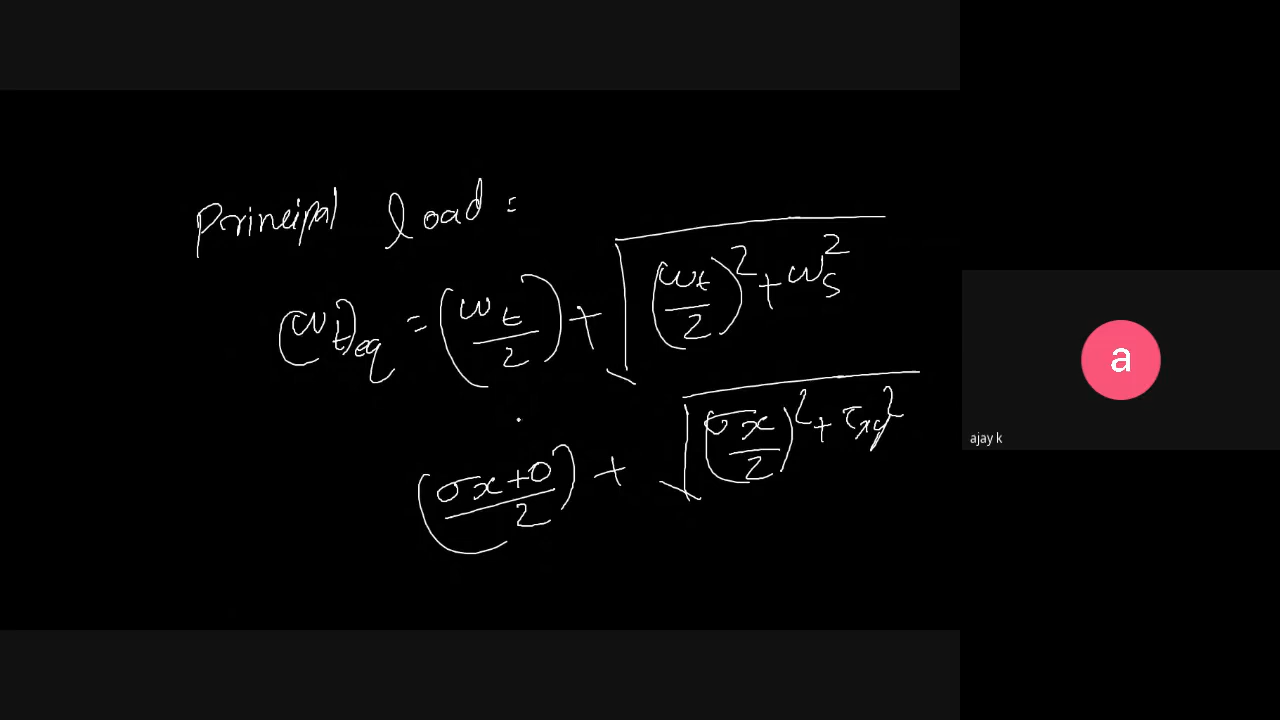 Principal load =
(Wt)eq = (Wt/2) + √((Wt/2)² + Ws²)
((σx+0)/2) + √((σx/2)² + τxy²)
a
ajay k